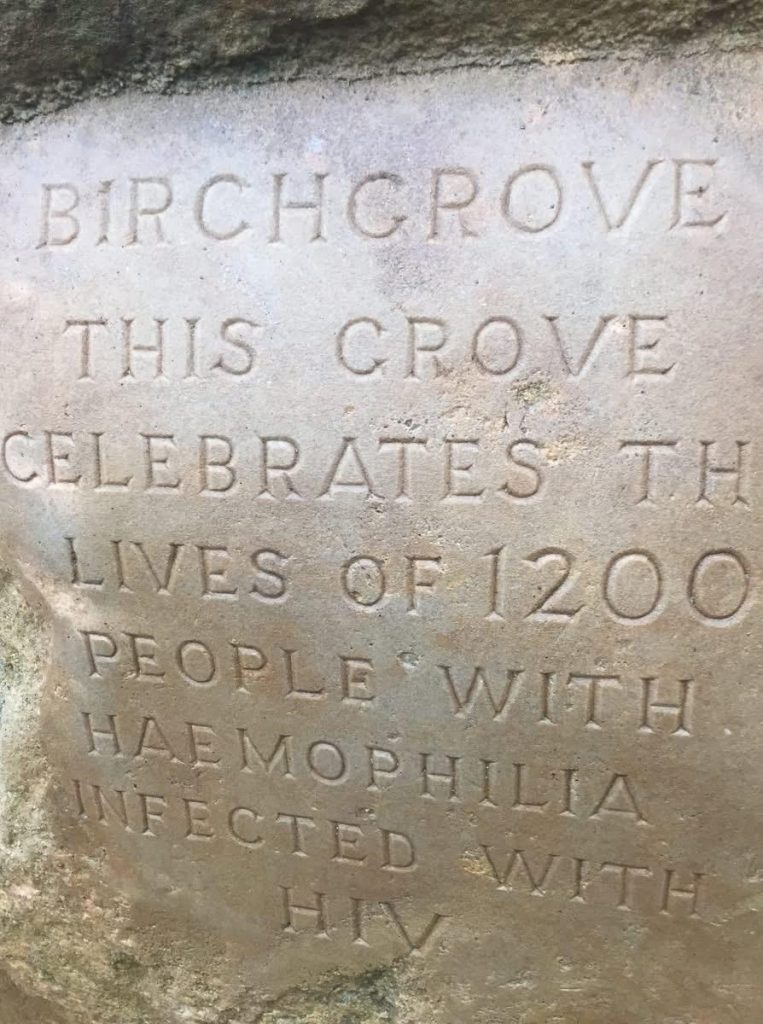 BIRCHGROVE
THIS GROVE
CELEBRATES TH
LIVES OF 1200
PEOPLE WITH
HAEMOPHILIA
INFECTED WITH
HIV